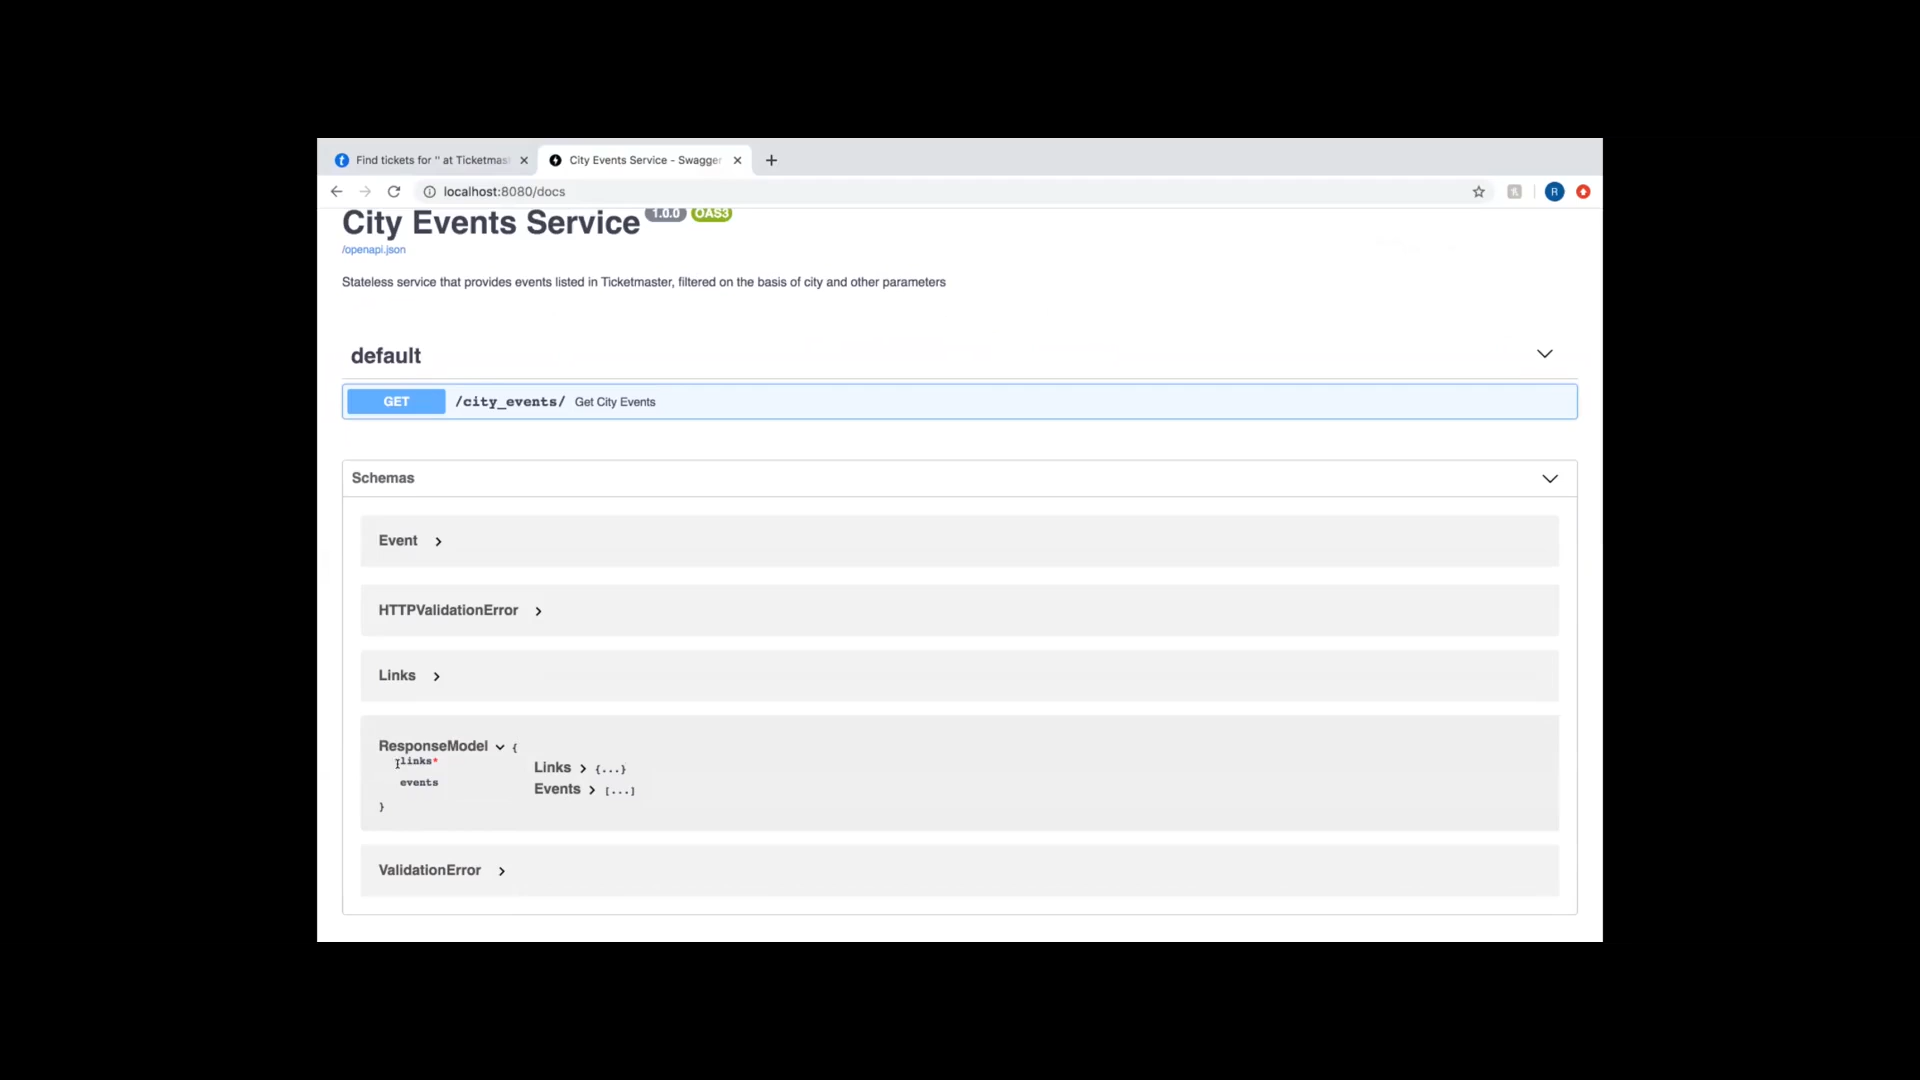 Find tickets for '' at Ticketmas
City Events Service - Swagger
localhost:8080/docs
R
City Events Service 1.0.0 OAS3
/openapi.json
Stateless service that provides events listed in Ticketmaster, filtered on the basis of city and other parameters
default
GET /city_events/ Get City Events
Schemas
Event
HTTPValidationError
Links
ResponseModel {
links* Links {...}
events Events [...]
}
ValidationError